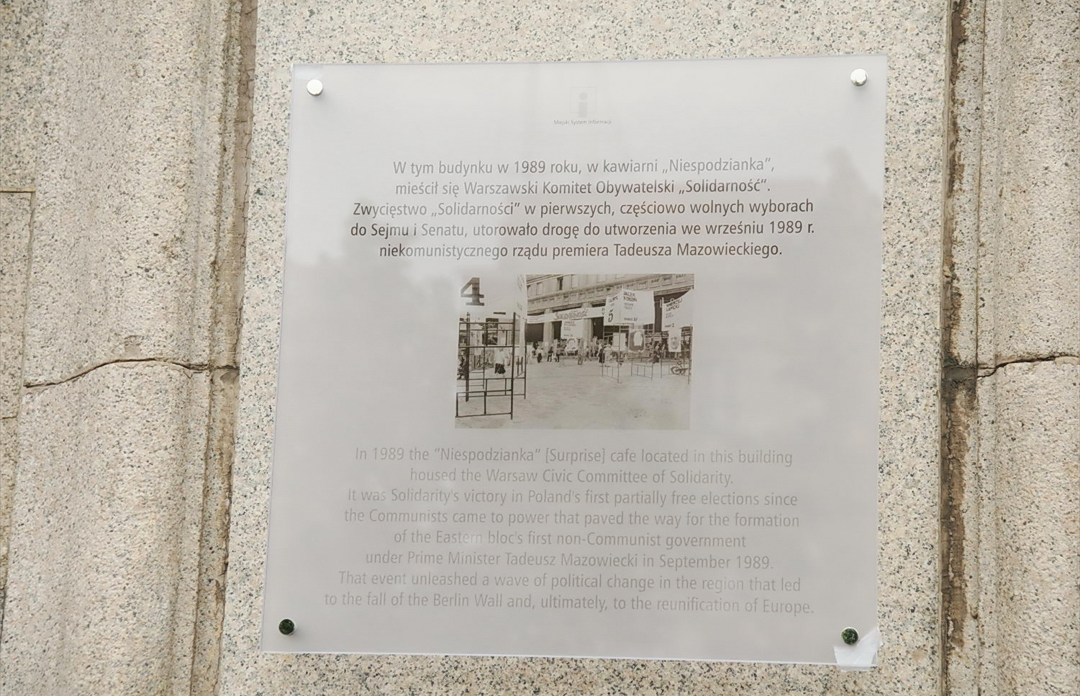 Miejski System Informacji
W tym budynku w 1989 roku, w kawiarni „Niespodzianka”,
mieścił się Warszawski Komitet Obywatelski „Solidarność”.
Zwycięstwo „Solidarności” w pierwszych, częściowo wolnych wyborach
do Sejmu i Senatu, utorowało drogę do utworzenia we wrześniu 1989 r.
niekomunistycznego rządu premiera Tadeusza Mazowieckiego.
4
5
In 1989 the “Niespodzianka” [Surprise] cafe located in this building
housed the Warsaw Civic Committee of Solidarity.
It was Solidarity's victory in Poland's first partially free elections since
the Communists came to power that paved the way for the formation
of the Eastern bloc's first non-Communist government
under Prime Minister Tadeusz Mazowiecki in September 1989.
That event unleashed a wave of political change in the region that led
to the fall of the Berlin Wall and, ultimately, to the reunification of Europe.